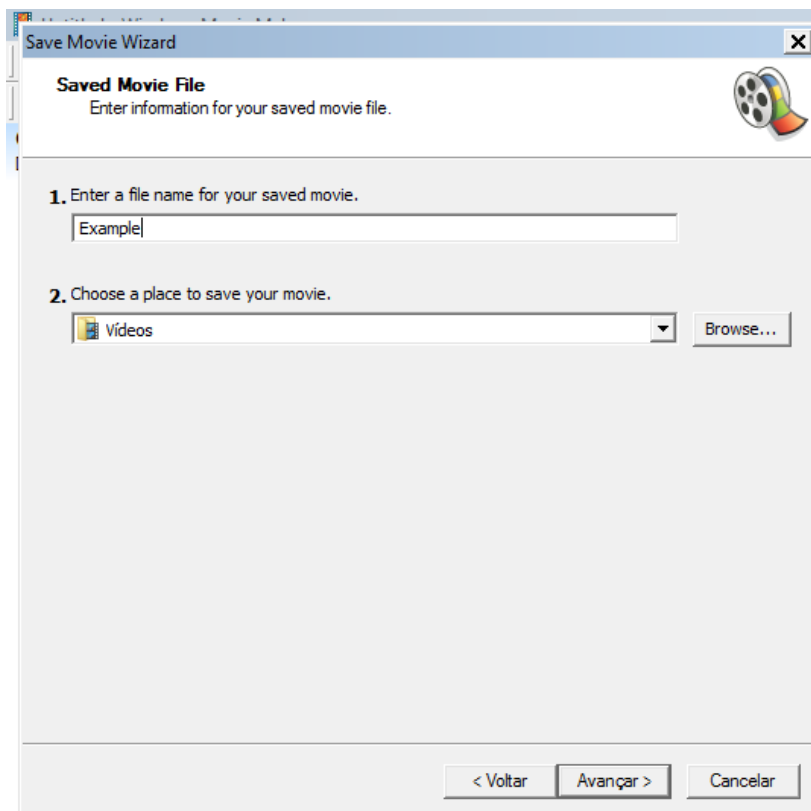 Save Movie Wizard
Saved Movie File
Enter information for your saved movie file.
1. Enter a file name for your saved movie.
Example
2. Choose a place to save your movie.
Vídeos
Browse...
< Voltar
Avançar >
Cancelar